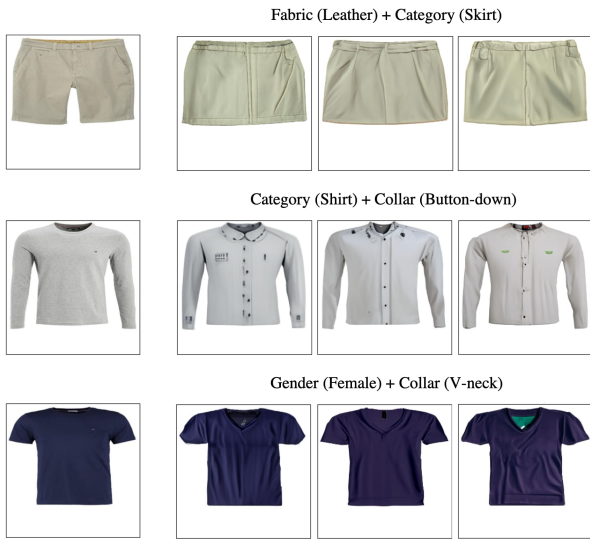 Fabric (Leather) + Category (Skirt)
Category (Shirt) + Collar (Button-down)
Gender (Female) + Collar (V-neck)